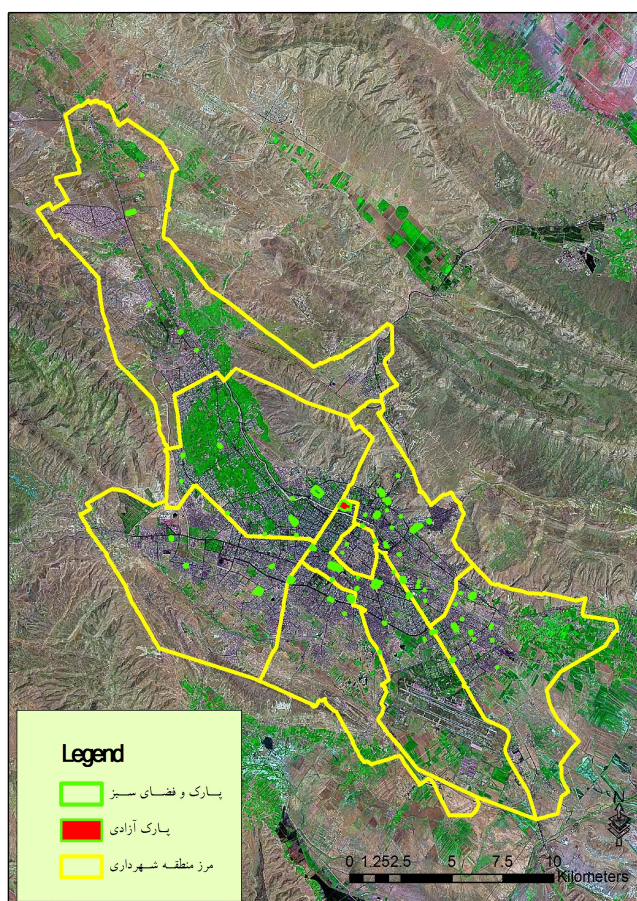 Legend
پارک و فضای سبز
پارک آزادی
مرز منطقه شهرداری
N
0 1.25 2.5 5 7.5 10
Kilometers